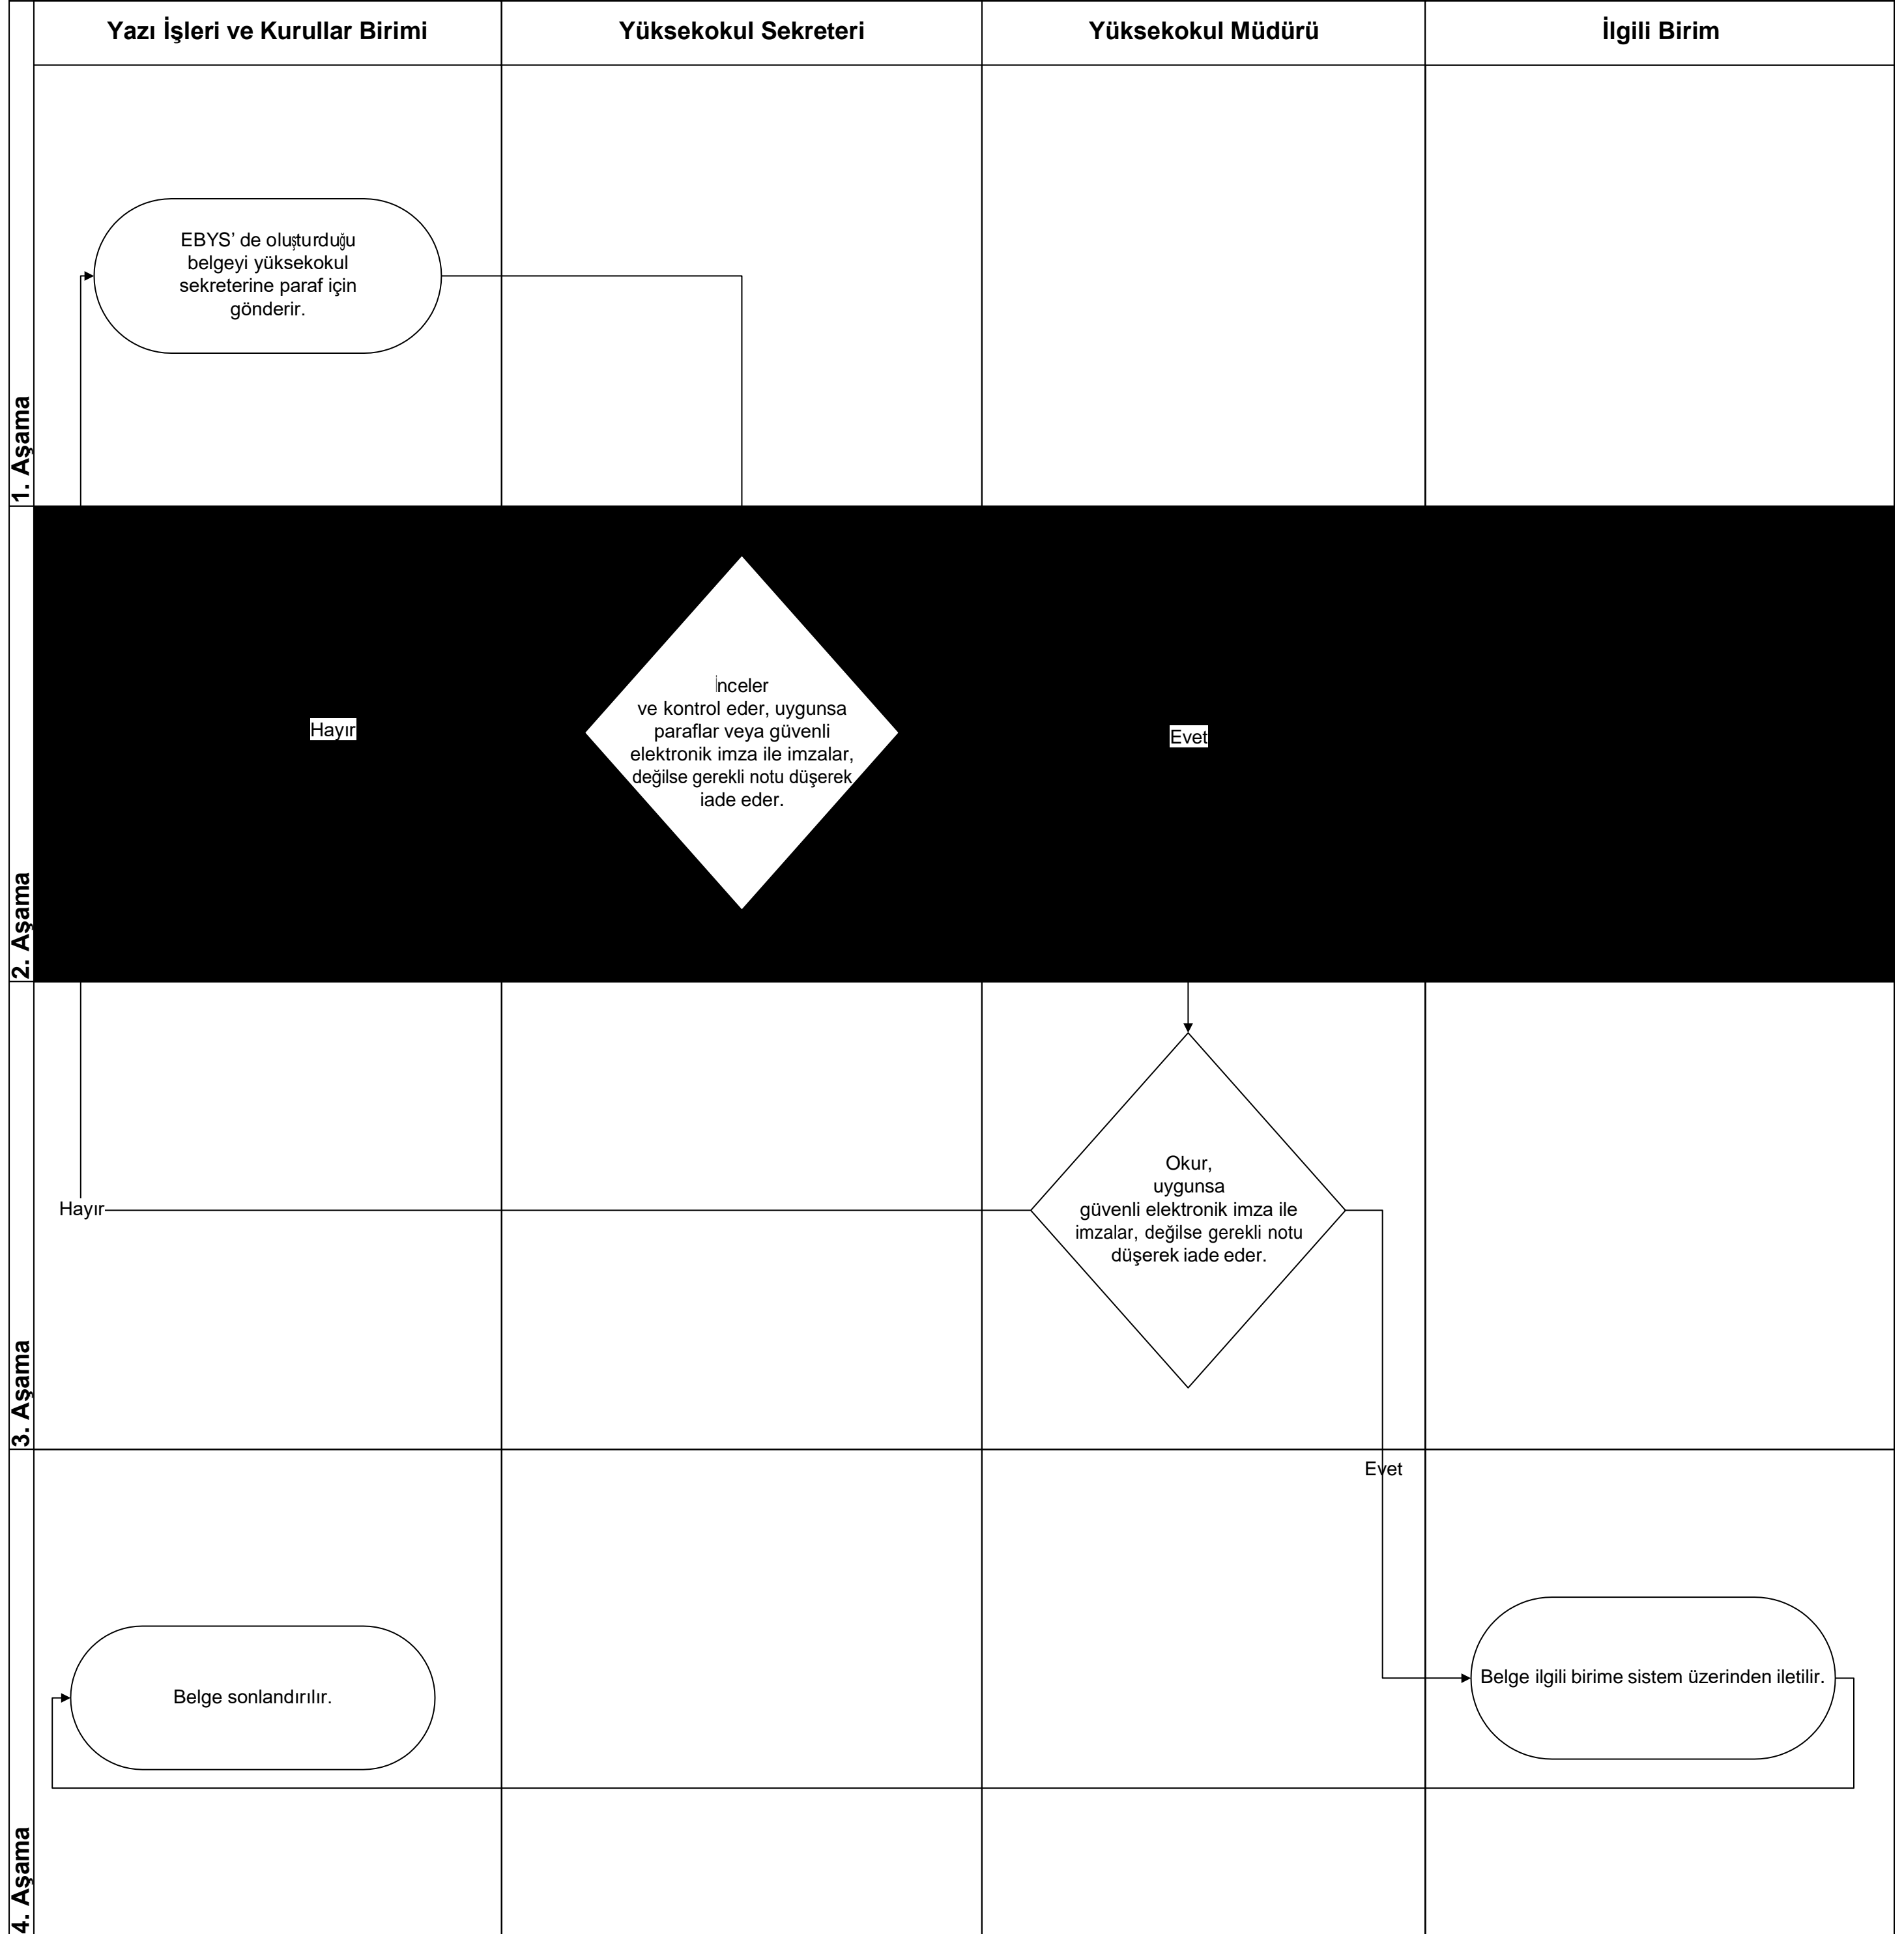 Yazı İşleri ve Kurullar Birimi
Yüksekokul Sekreteri
Yüksekokul Müdürü
İlgili Birim
1. Aşama
EBYS’ de oluşturduğu
belgeyi yüksekokul
sekreterine paraf için
gönderir.
2. Aşama
Hayır
İnceler
ve kontrol eder, uygunsa
paraflar veya güvenli
elektronik imza ile imzalar,
değilse gerekli notu düşerek
iade eder.
Evet
3. Aşama
Hayır
Okur,
uygunsa
güvenli elektronik imza ile
imzalar, değilse gerekli notu
düşerek iade eder.
4. Aşama
Evet
Belge sonlandırılır.
Belge ilgili birime sistem üzerinden iletilir.